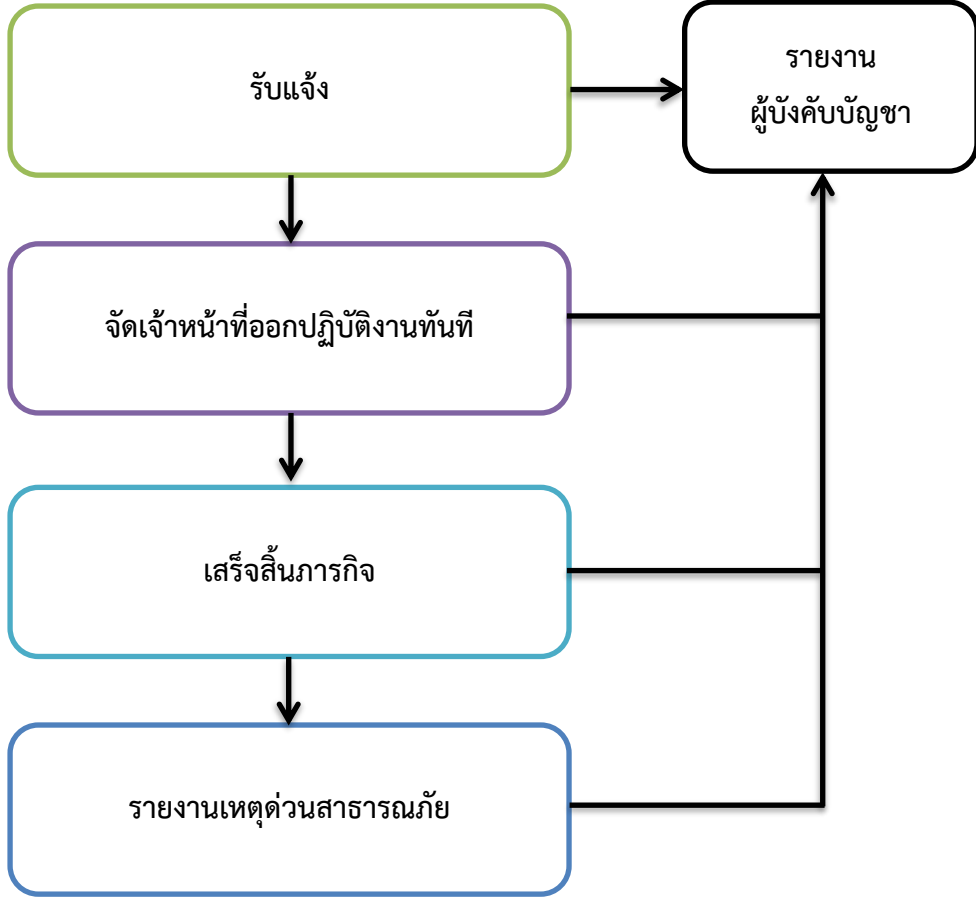 รับแจ้ง
รายงาน
ผู้บังคับบัญชา
จัดเจ้าหน้าที่ออกปฏิบัติงานทันที
เสร็จสิ้นภารกิจ
รายงานเหตุด่วนสาธารณภัย